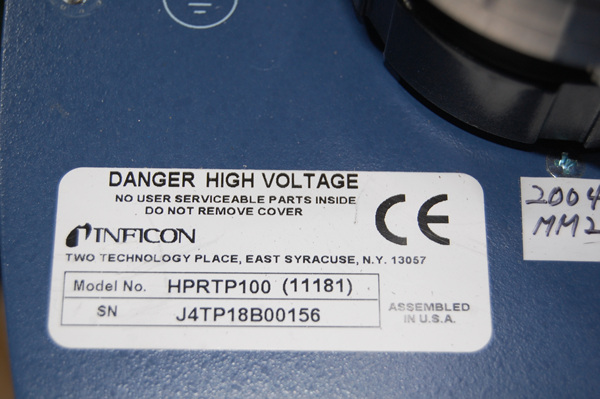 DANGER HIGH VOLTAGE
NO USER SERVICEABLE PARTS INSIDE
DO NOT REMOVE COVER
CE
INFICON
TWO TECHNOLOGY PLACE, EAST SYRACUSE, N.Y. 13057
Model No. HPRTP100 (11181)
SN J4TP18B00156
ASSEMBLED
IN U.S.A.
2004
MM2